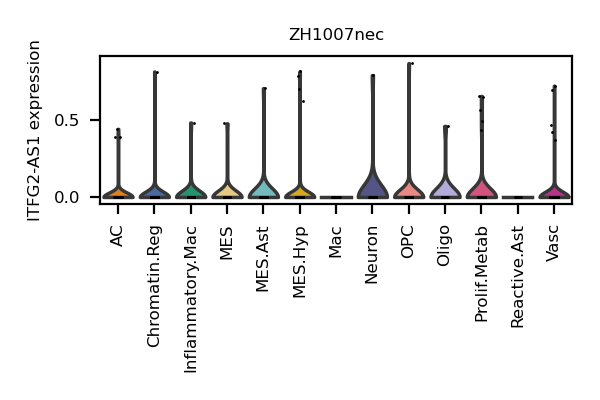 ZH1007nec
ITFG2-AS1 expression
0.5
0.0
AC
Chromatin.Reg
Inflammatory.Mac
MES
MES.Ast
MES.Hyp
Mac
Neuron
OPC
Oligo
Prolif.Metab
Reactive.Ast
Vasc